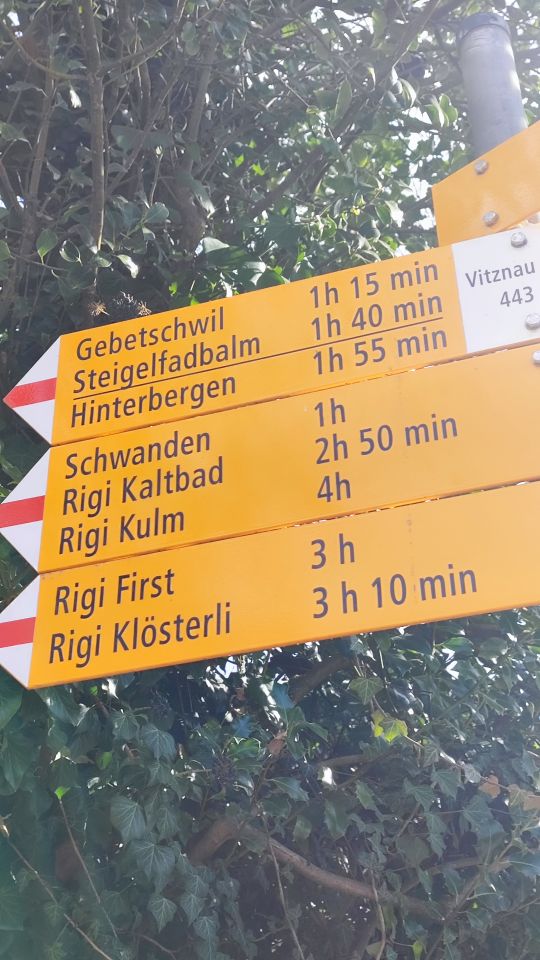 Vitznau
443
Gebetschwil 1h 15 min
Steigelfadbalm 1h 40 min
Hinterbergen 1h 55 min
Schwanden 1h
Rigi Kaltbad 2h 50 min
Rigi Kulm 4h
Rigi First 3 h
Rigi Klösterli 3 h 10 min